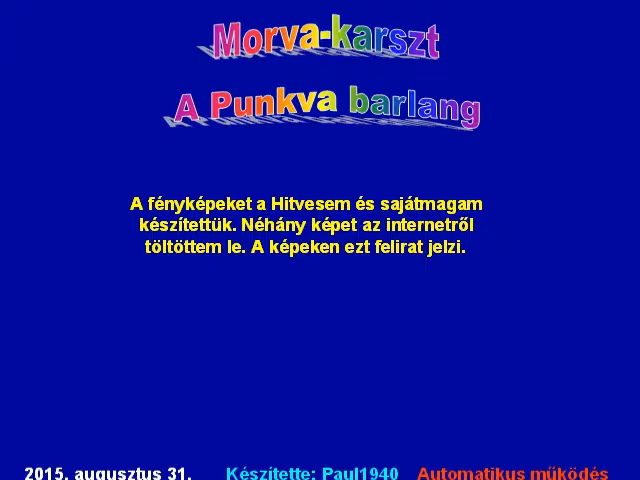 Morva-karszt
A Punkva barlang
A fényképeket a Hitvesem és sajátmagam
készítettük. Néhány képet az internetről
töltöttem le. A képeken ezt felirat jelzi.
2015. augusztus 31. Készítette: Paul1940 Automatikus működés